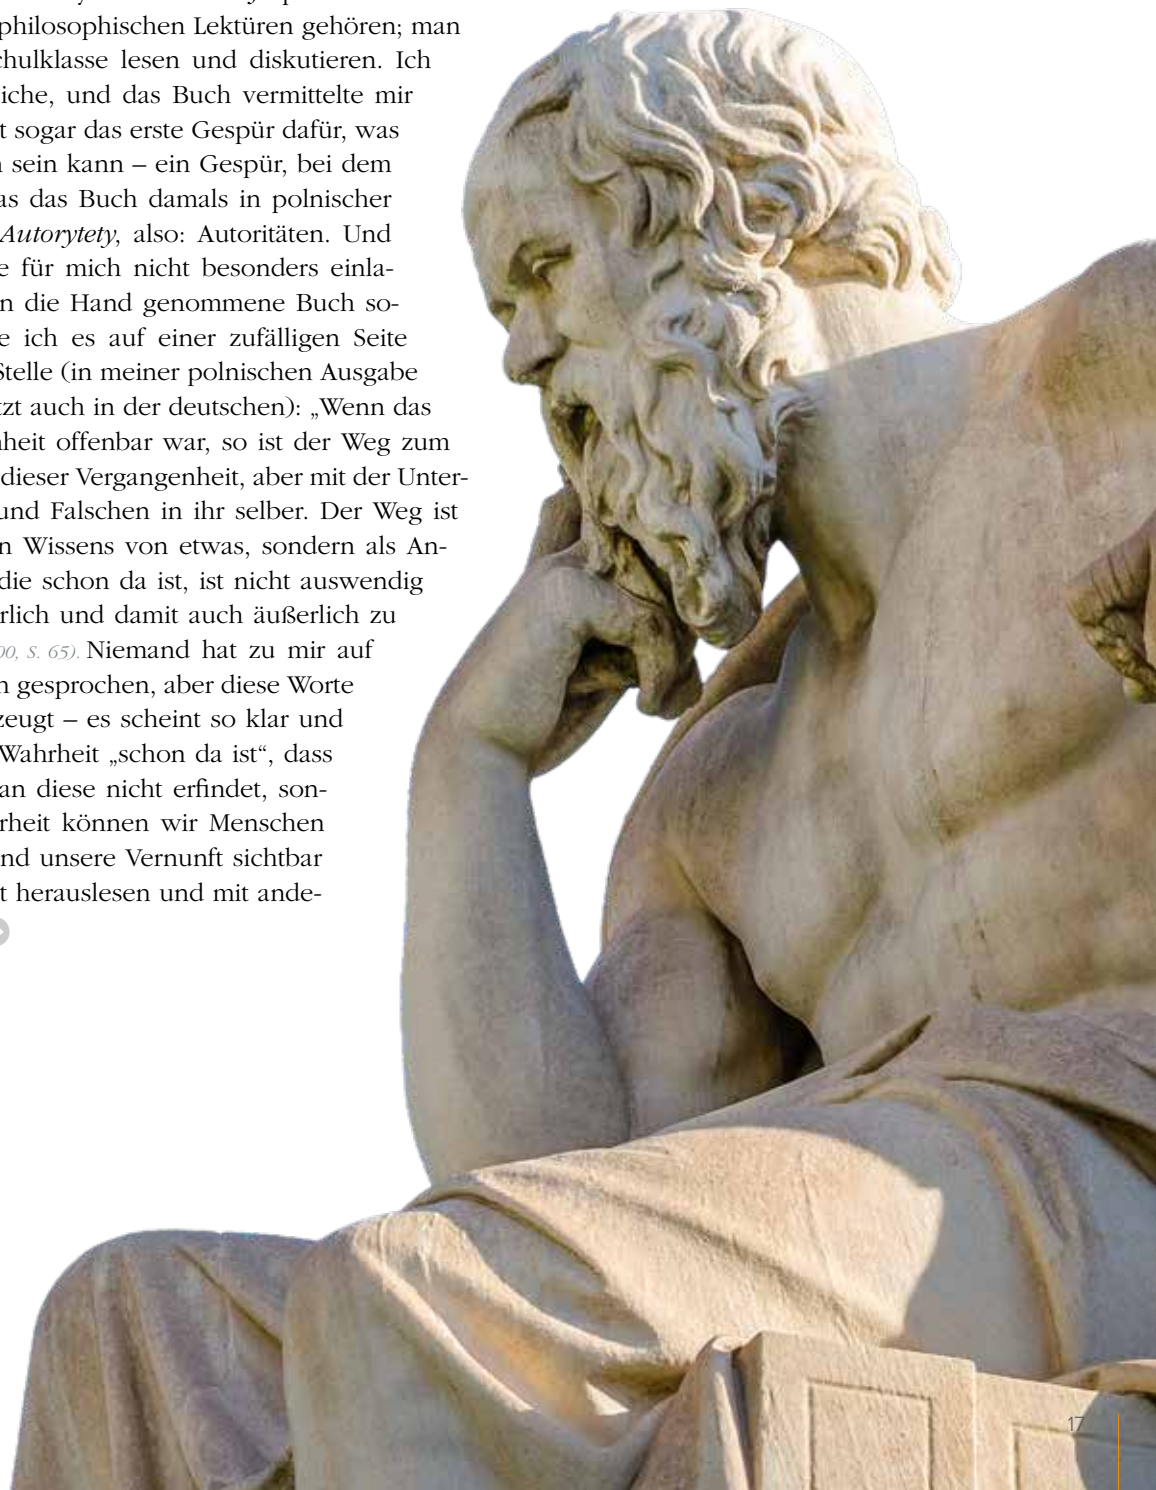 philosophischen Lektüren gehören; man
chulklasse lesen und diskutieren. Ich
iche, und das Buch vermittelte mir
t sogar das erste Gespür dafür, was
sein kann – ein Gespür, bei dem
as das Buch damals in polnischer
Autorytety, also: Autoritäten. Und
e für mich nicht besonders einla-
n die Hand genommene Buch so-
e ich es auf einer zufälligen Seite
Stelle (in meiner polnischen Ausgabe
tzt auch in der deutschen): „Wenn das
heit offenbar war, so ist der Weg zum
dieser Vergangenheit, aber mit der Unter-
und Falschen in ihr selber. Der Weg ist
n Wissens von etwas, sondern als An-
die schon da ist, ist nicht auswendig
rlich und damit auch äußerlich zu
00, S. 65). Niemand hat zu mir auf
n gesprochen, aber diese Worte
zeugt – es scheint so klar und
Wahrheit „schon da ist“, dass
an diese nicht erfindet, son-
rheit können wir Menschen
nd unsere Vernunft sichtbar
t herauslesen und mit ande-
17